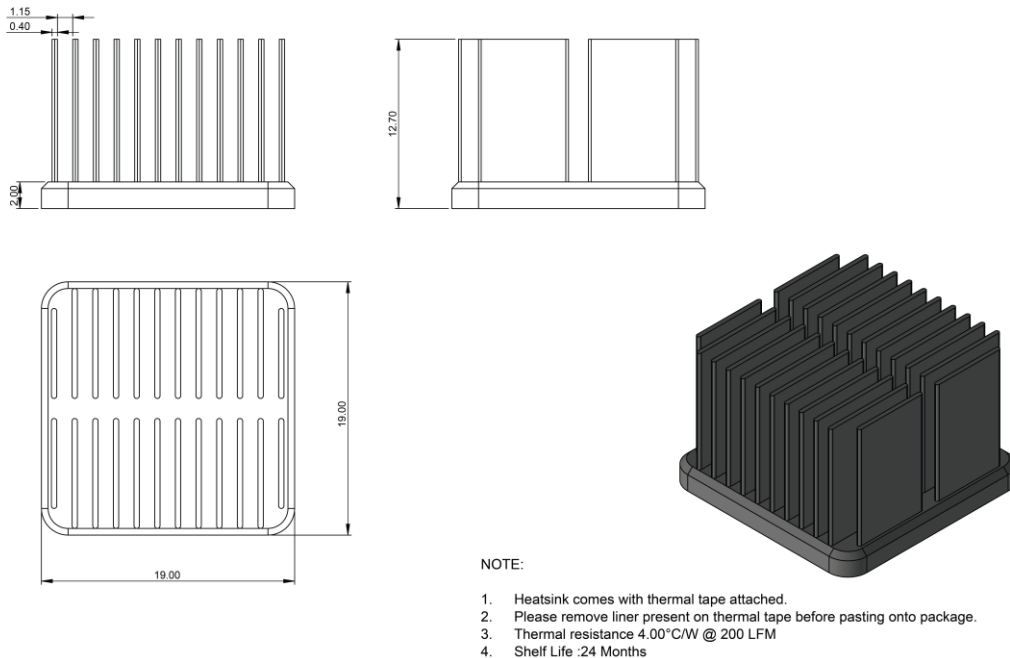 1.15
0.40
12.70
2.00
19.00
19.00
NOTE:
1. Heatsink comes with thermal tape attached.
2. Please remove liner present on thermal tape before pasting onto package.
3. Thermal resistance 4.00°C/W @ 200 LFM
4. Shelf Life :24 Months